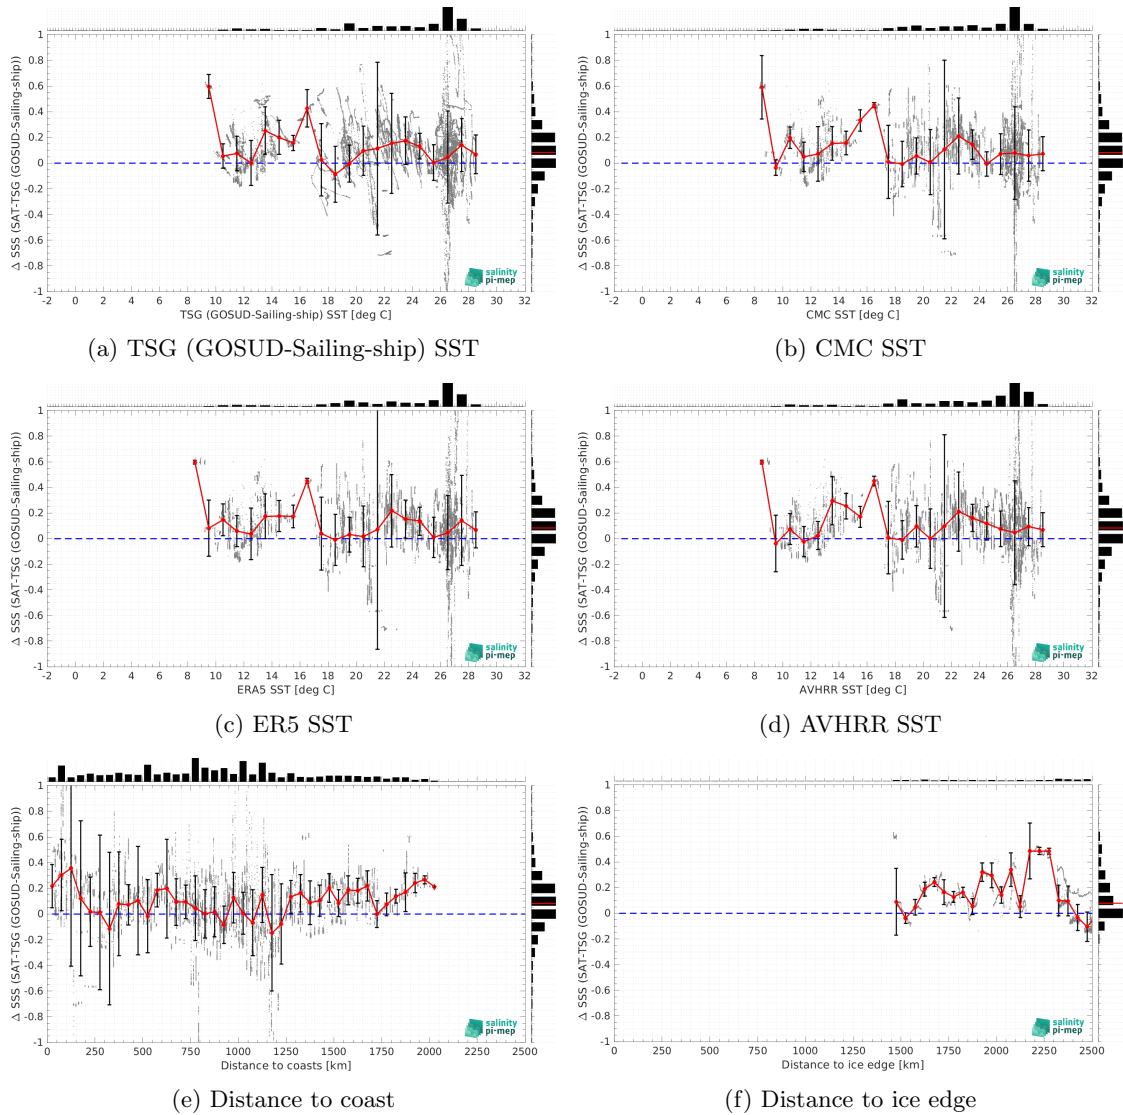 1
0.8
0.6
0.4
0.2
0
-0.2
-0.4
-0.6
-0.8
-1
Δ SSS (SAT-TSG (GOSUD-Sailing-ship))
salinity
pi-mep
-2 0 2 4 6 8 10 12 14 16 18 20 22 24 26 28 30 32
TSG (GOSUD-Sailing-ship) SST [deg C]
(a) TSG (GOSUD-Sailing-ship) SST
1
0.8
0.6
0.4
0.2
0
-0.2
-0.4
-0.6
-0.8
-1
Δ SSS (SAT-TSG (GOSUD-Sailing-ship))
salinity
pi-mep
-2 0 2 4 6 8 10 12 14 16 18 20 22 24 26 28 30 32
CMC SST [deg C]
(b) CMC SST
1
0.8
0.6
0.4
0.2
0
-0.2
-0.4
-0.6
-0.8
-1
Δ SSS (SAT-TSG (GOSUD-Sailing-ship))
salinity
pi-mep
-2 0 2 4 6 8 10 12 14 16 18 20 22 24 26 28 30 32
ERA5 SST [deg C]
(c) ER5 SST
1
0.8
0.6
0.4
0.2
0
-0.2
-0.4
-0.6
-0.8
-1
Δ SSS (SAT-TSG (GOSUD-Sailing-ship))
salinity
pi-mep
-2 0 2 4 6 8 10 12 14 16 18 20 22 24 26 28 30 32
AVHRR SST [deg C]
(d) AVHRR SST
1
0.8
0.6
0.4
0.2
0
-0.2
-0.4
-0.6
-0.8
-1
Δ SSS (SAT-TSG (GOSUD-Sailing-ship))
salinity
pi-mep
0 250 500 750 1000 1250 1500 1750 2000 2250 2500
Distance to coasts [km]
(e) Distance to coast
1
0.8
0.6
0.4
0.2
0
-0.2
-0.4
-0.6
-0.8
-1
Δ SSS (SAT-TSG (GOSUD-Sailing-ship))
salinity
pi-mep
0 250 500 750 1000 1250 1500 1750 2000 2250 2500
Distance to ice edge [km]
(f) Distance to ice edge